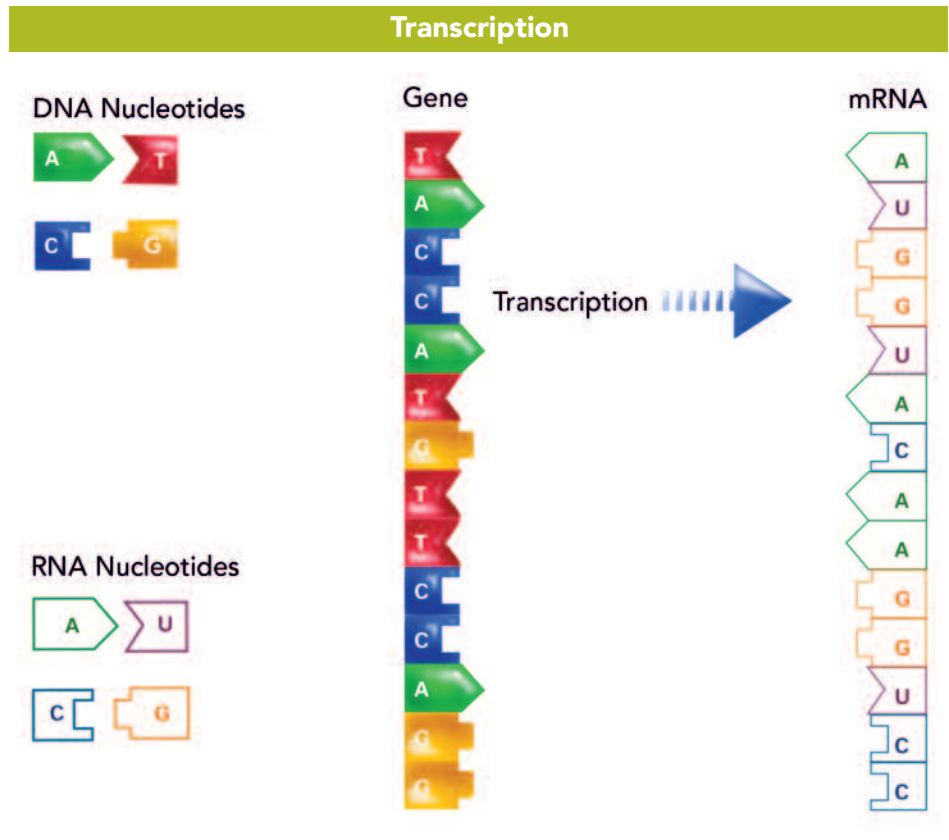 Transcription
DNA Nucleotides
A T
C G
RNA Nucleotides
A U
C G
Gene
T
A
C
C
A
T
G
T
T
C
C
A
G
G
Transcription
mRNA
A
U
G
G
U
A
C
A
A
G
G
U
C
C